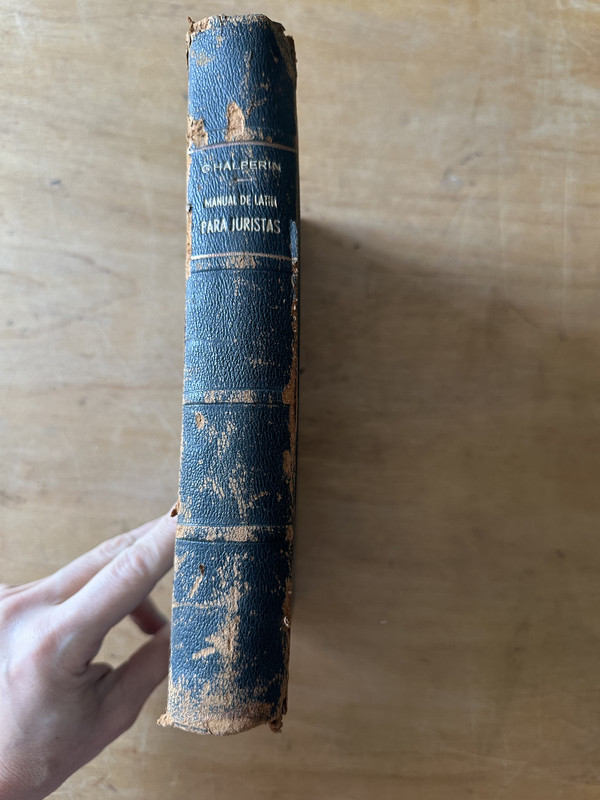 G HALPERIN
MANUAL DE LATIN
PARA JURISTAS